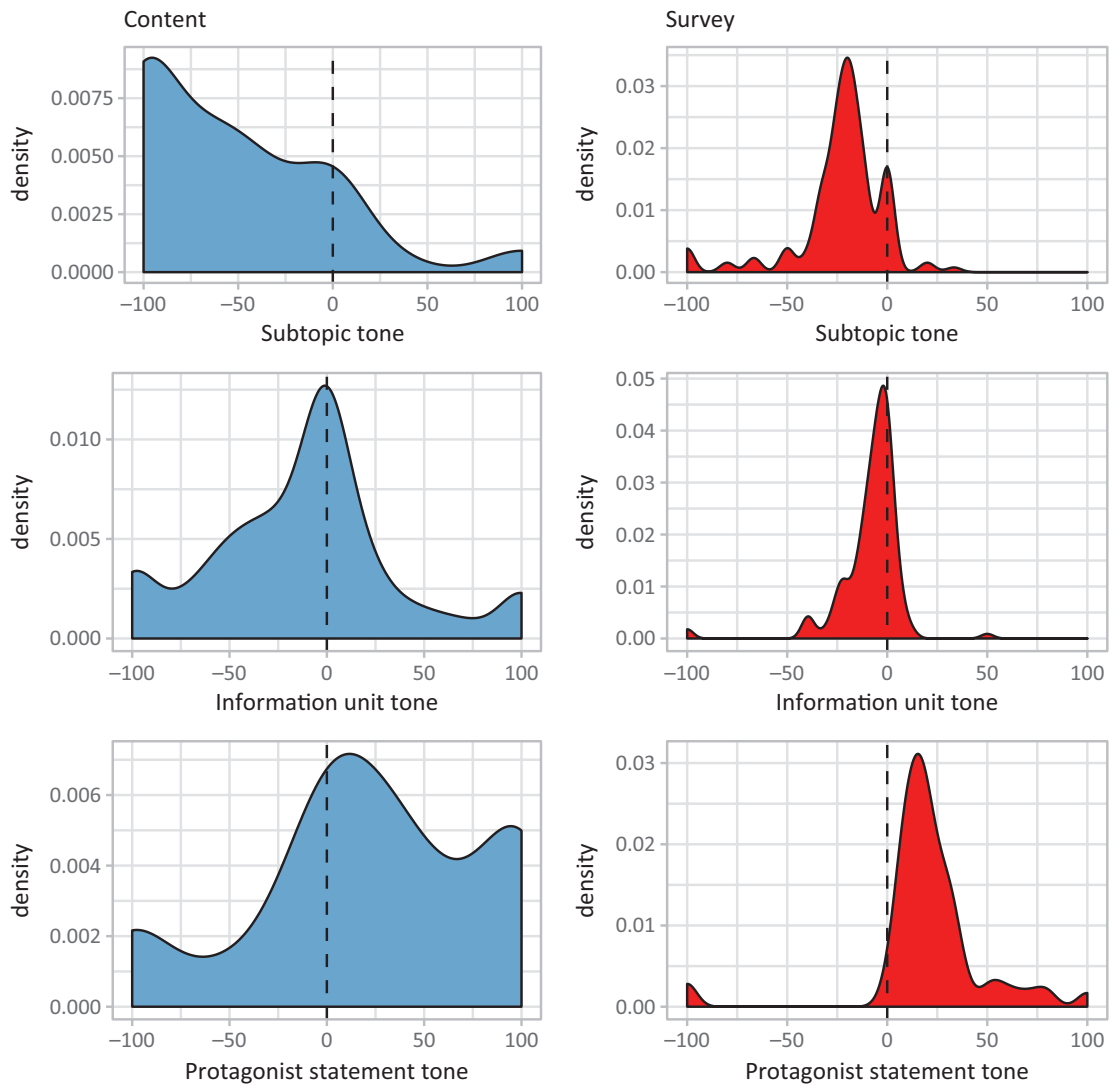 Content
density
0.0075
0.0050
0.0025
0.0000
−100 −50 0 50 100
Subtopic tone
Survey
density
0.03
0.02
0.01
0.00
−100 −50 0 50 100
Subtopic tone
density
0.010
0.005
0.000
−100 −50 0 50 100
Information unit tone
density
0.05
0.04
0.03
0.02
0.01
0.00
−100 −50 0 50 100
Information unit tone
density
0.006
0.004
0.002
0.000
−100 −50 0 50 100
Protagonist statement tone
density
0.03
0.02
0.01
0.00
−100 −50 0 50 100
Protagonist statement tone